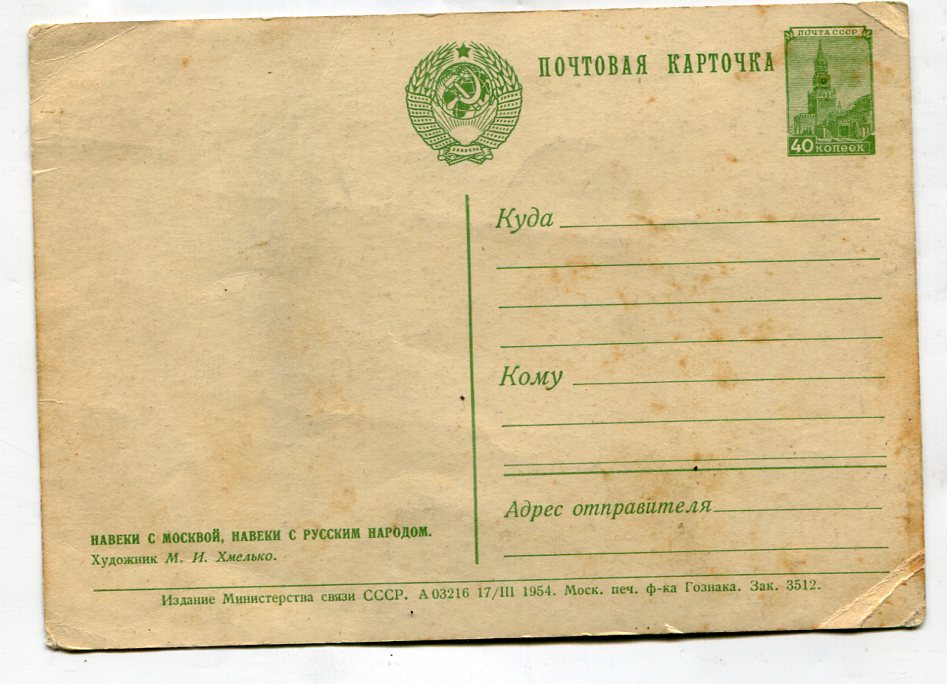 ПОЧТОВАЯ КАРТОЧКА
ПОЧТА СССР
40 КОПЕЕК
Куда
Кому
Адрес отправителя
НАВЕКИ С МОСКВОЙ, НАВЕКИ С РУССКИМ НАРОДОМ.
Художник М. И. Хмелько.
Издание Министерства связи СССР. А 03216 17/III 1954. Моск. печ. ф-ка Гознака. Зак. 3512.